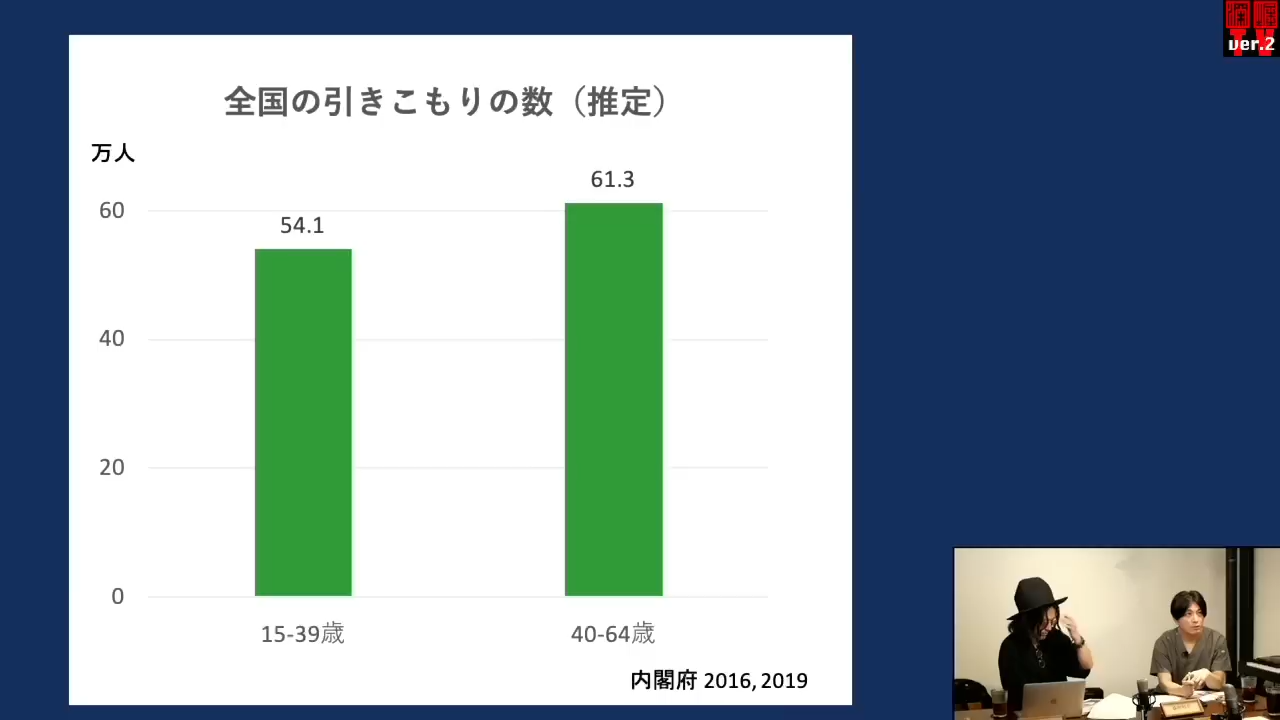 全国の引きこもりの数（推定）
万人
61.3
54.1
60
40
20
0
15-39歳
40-64歳
内閣府 2016, 2019
ver.2
TV